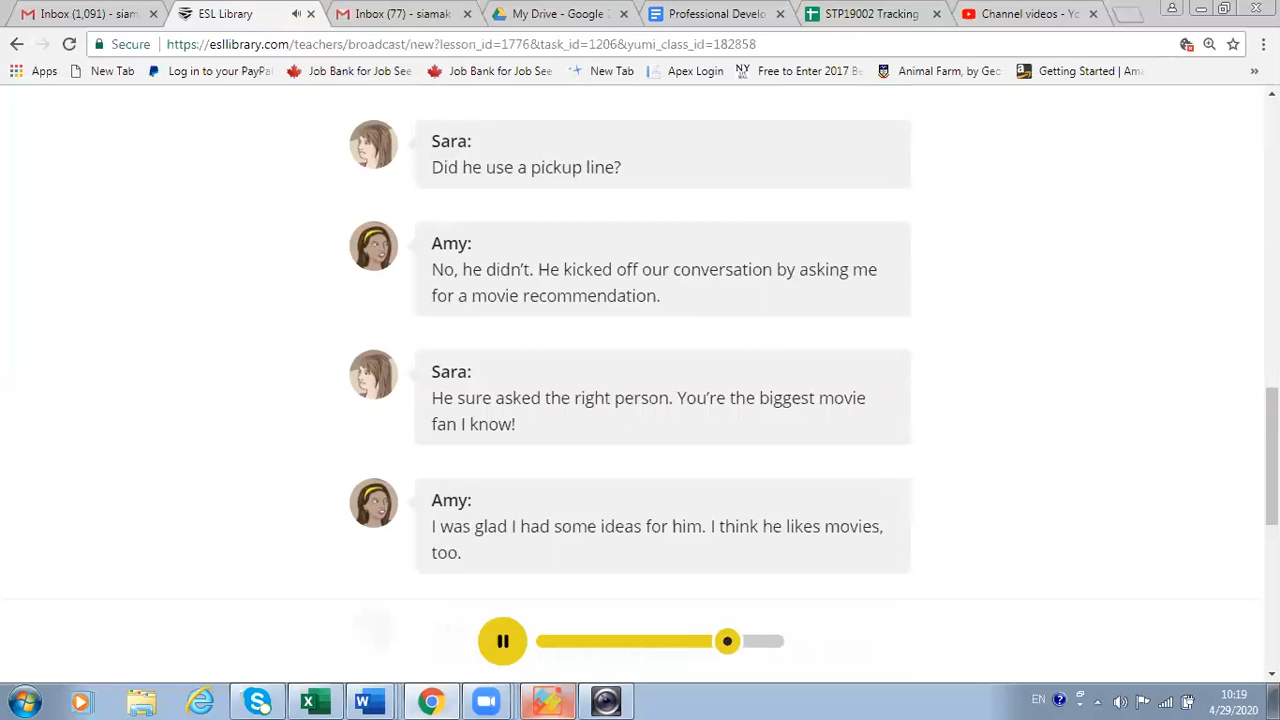 Inbox (1,091) - siam
ESL Library
Inbox (77) - siamak
My Drive - Google
Professional Develo
STP19002 Tracking
Channel videos - Yo
Secure
https://esllibrary.com/teachers/broadcast/new?lesson_id=1776&task_id=1206&yumi_class_id=182858
Apps
New Tab
Log in to your PayPal
Job Bank for Job See
Job Bank for Job See
New Tab
Apex Login
NY
Free to Enter 2017 B
Animal Farm, by Geo
a
Getting Started | Am
»
Sara:
Did he use a pickup line?
Amy:
No, he didn’t. He kicked off our conversation by asking me
for a movie recommendation.
Sara:
He sure asked the right person. You’re the biggest movie
fan I know!
Amy:
I was glad I had some ideas for him. I think he likes movies,
too.
EN
10:19
4/29/2020